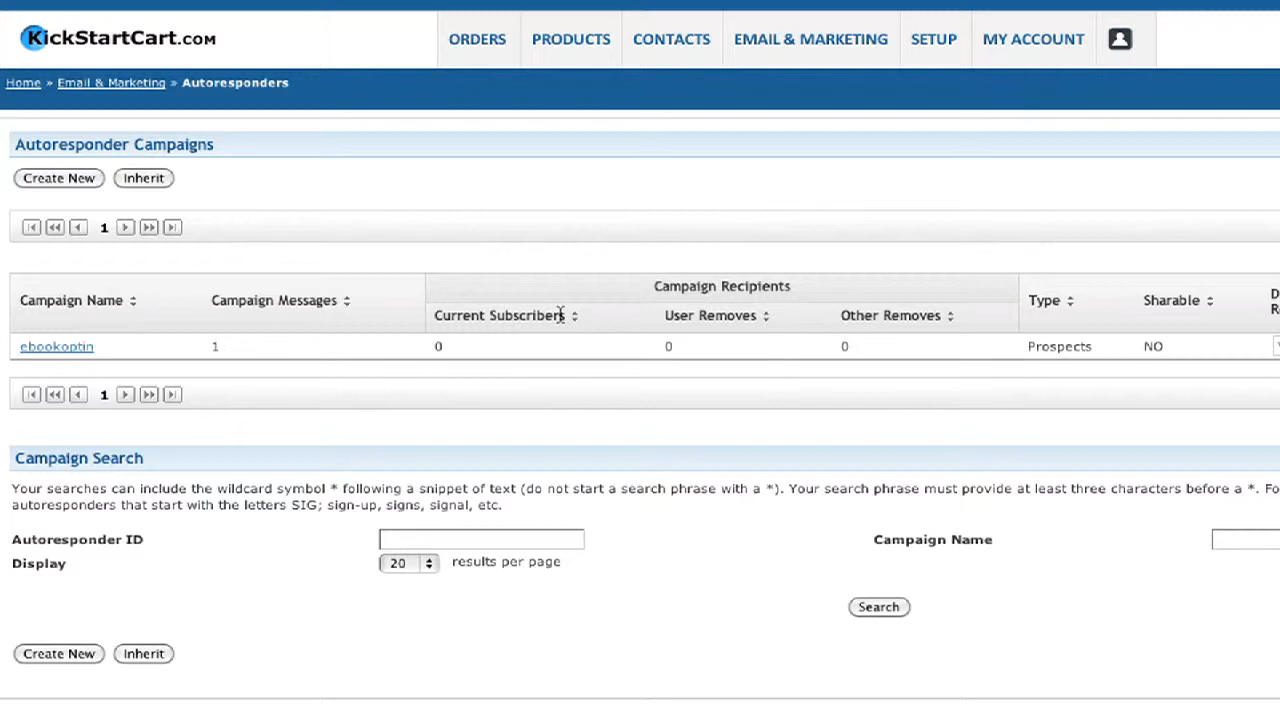 KickStartCart.com
ORDERS PRODUCTS CONTACTS EMAIL & MARKETING SETUP MY ACCOUNT
Home » Email & Marketing » Autoresponders
Autoresponder Campaigns
Create New Inherit
1
Campaign Recipients
Campaign Name Campaign Messages Type Sharable
Current Subscribers User Removes Other Removes
ebookoptin 1 0 0 0 Prospects NO
1
Campaign Search
Your searches can include the wildcard symbol * following a snippet of text (do not start a search phrase with a *). Your search phrase must provide at least three characters before a *. Fo
autoresponders that start with the letters SIG; sign-up, signs, signal, etc.
Autoresponder ID Campaign Name
Display 20 results per page
Search
Create New Inherit